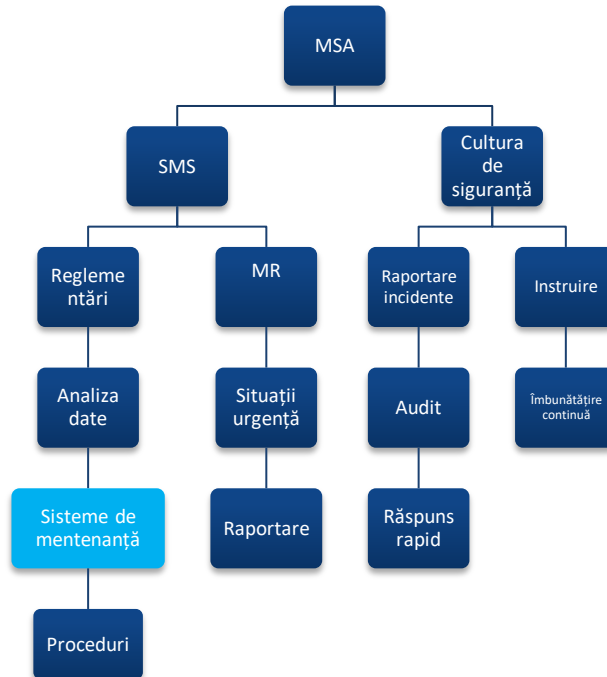 MSA
SMS
Cultura
de
siguranță
Regleme
ntări
MR
Raportare
incidente
Instruire
Analiza
date
Situații
urgență
Audit
Îmbunătățire
continuă
Sisteme de
mentenanță
Raportare
Răspuns
rapid
Proceduri